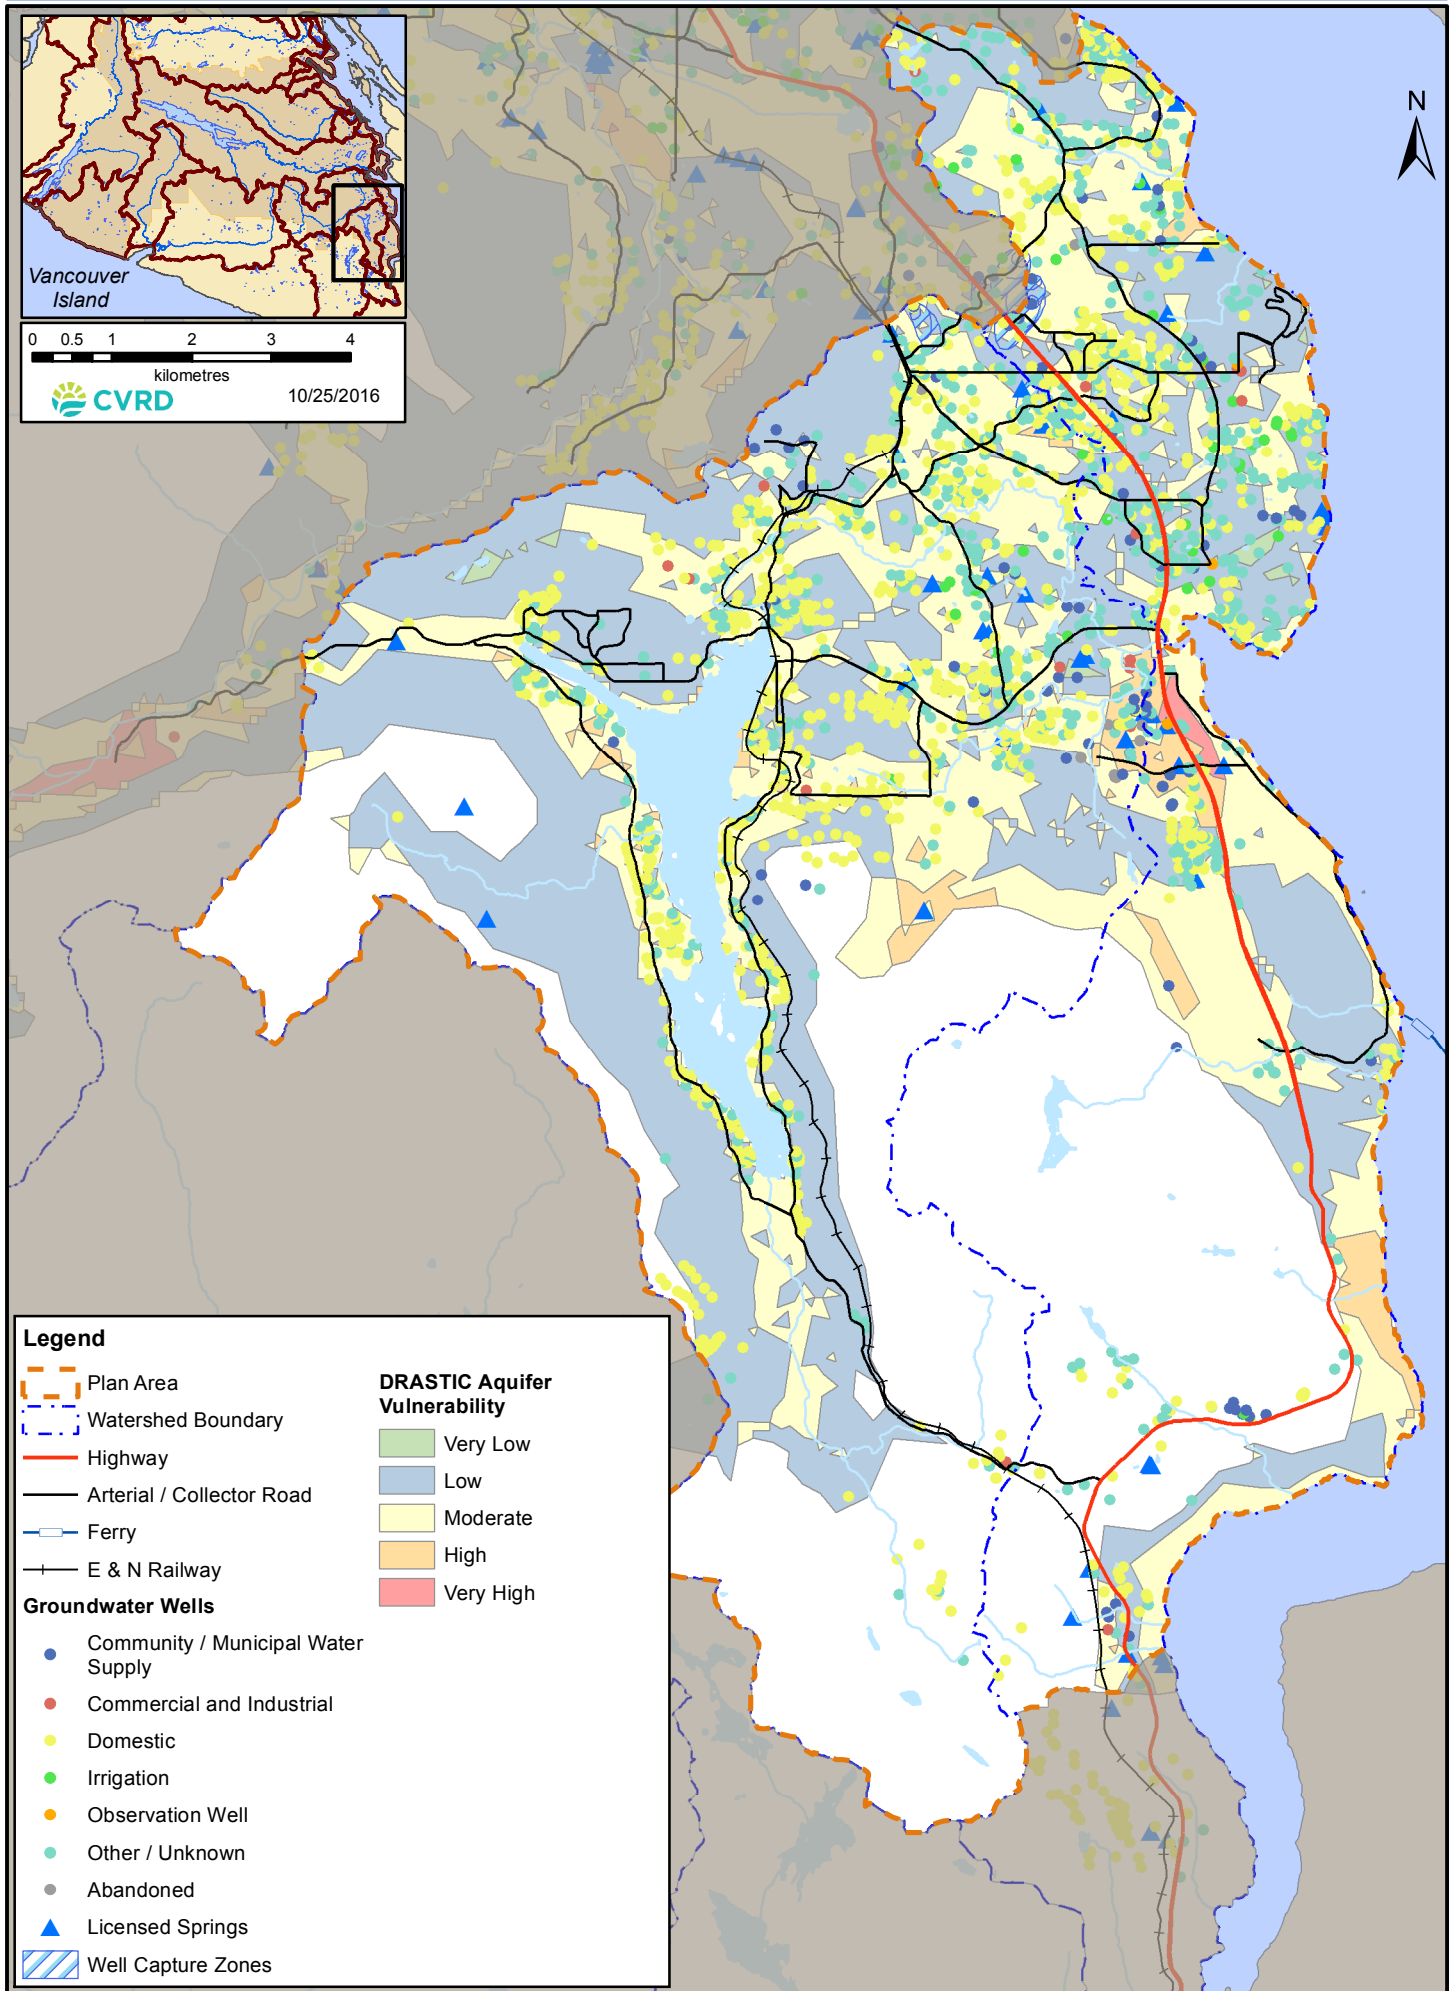 Vancouver
Island
0 0.5 1 2 3 4
kilometres
CVRD
10/25/2016
N
Legend
Plan Area
Watershed Boundary
Highway
Arterial / Collector Road
Ferry
E & N Railway
Groundwater Wells
Community / Municipal Water
Supply
Commercial and Industrial
Domestic
Irrigation
Observation Well
Other / Unknown
Abandoned
Licensed Springs
Well Capture Zones
DRASTIC Aquifer
Vulnerability
Very Low
Low
Moderate
High
Very High